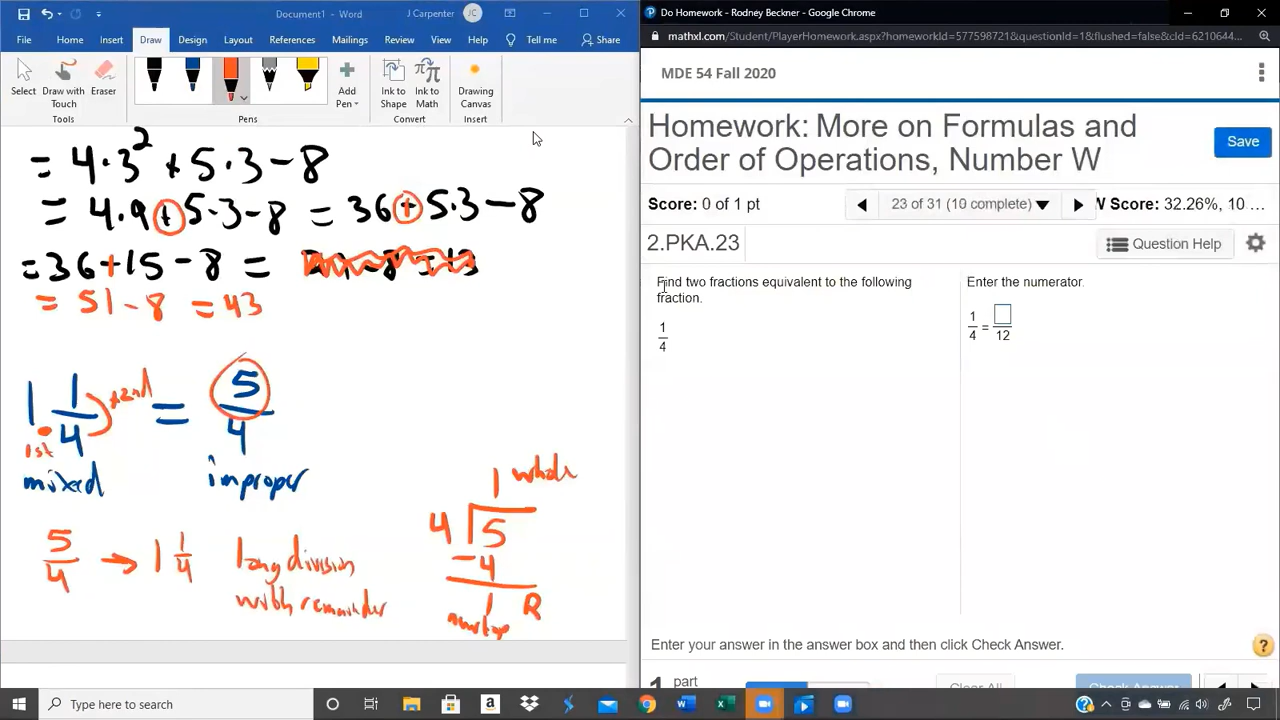 Document1 - Word
J Carpenter
JC
File Home Insert Draw Design Layout References Mailings Review View Help Tell me Share
Select
Draw with Touch
Eraser
Add Pen
Ink to Shape
Ink to Math
Drawing Canvas
Tools
Pens
Convert
Insert
= 4·3² + 5·3 - 8
= 4·9 + 5·3 - 8 = 36 + 5·3 - 8
= 36 + 15 - 8 =
= 51 - 8 = 43
1 1/4 = 5/4
1st
2nd
mixed
improper
5/4 → 1 1/4
long division
with remainder
1 whole
4 5
- 4
1 R
Type here to search
Do Homework - Rodney Beckner - Google Chrome
mathxl.com/Student/PlayerHomework.aspx?homeworkId=577598721&questionId=1&flushed=false&cId=6210644...
MDE 54 Fall 2020
Homework: More on Formulas and
Order of Operations, Number W
Save
Score: 0 of 1 pt
23 of 31 (10 complete)
W Score: 32.26%, 10 ...
2.PKA.23
Question Help
Find two fractions equivalent to the following
fraction.
1/4
Enter the numerator.
1/4 = /12
Enter your answer in the answer box and then click Check Answer.
1 part
Clear All
Check Answer